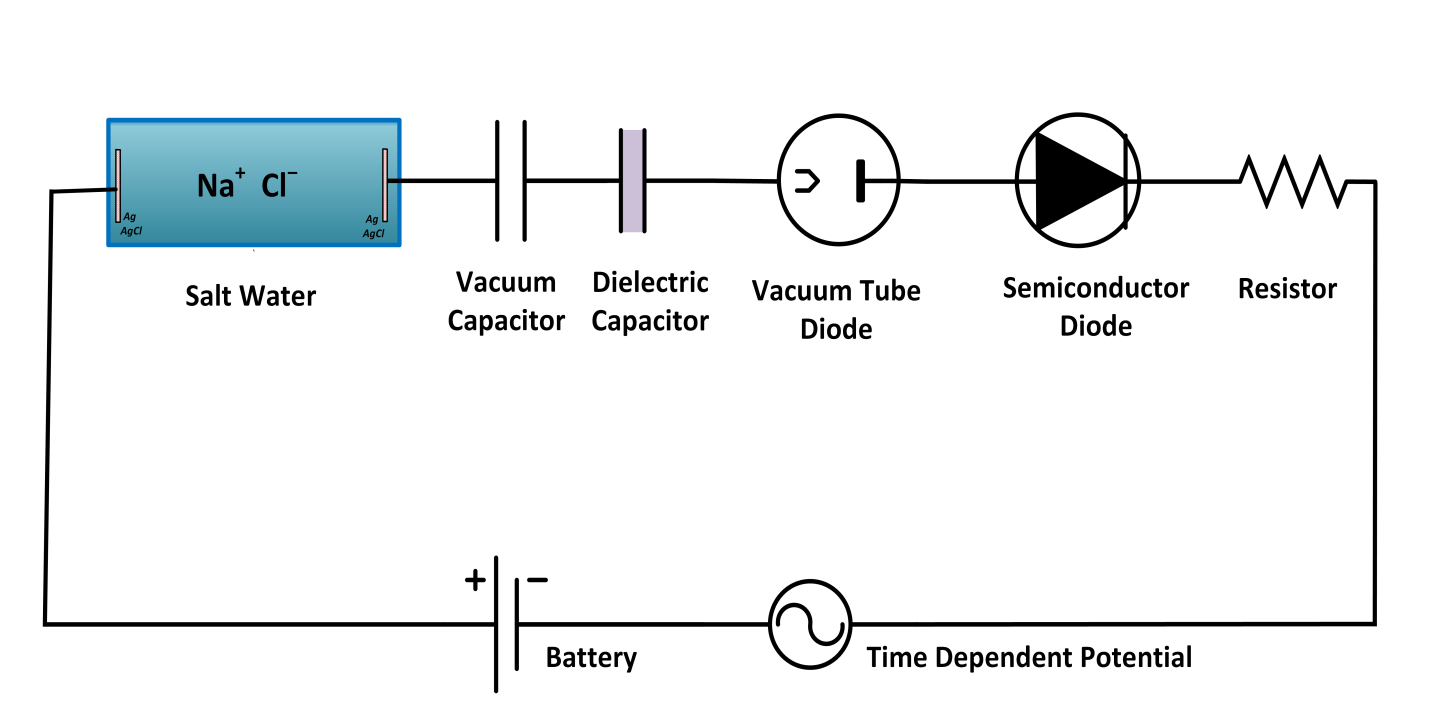 Na⁺ Cl⁻
Ag
AgCl
Ag
AgCl
Salt Water
Vacuum
Capacitor
Dielectric
Capacitor
Vacuum Tube
Diode
Semiconductor
Diode
Resistor
+ −
Battery
Time Dependent Potential